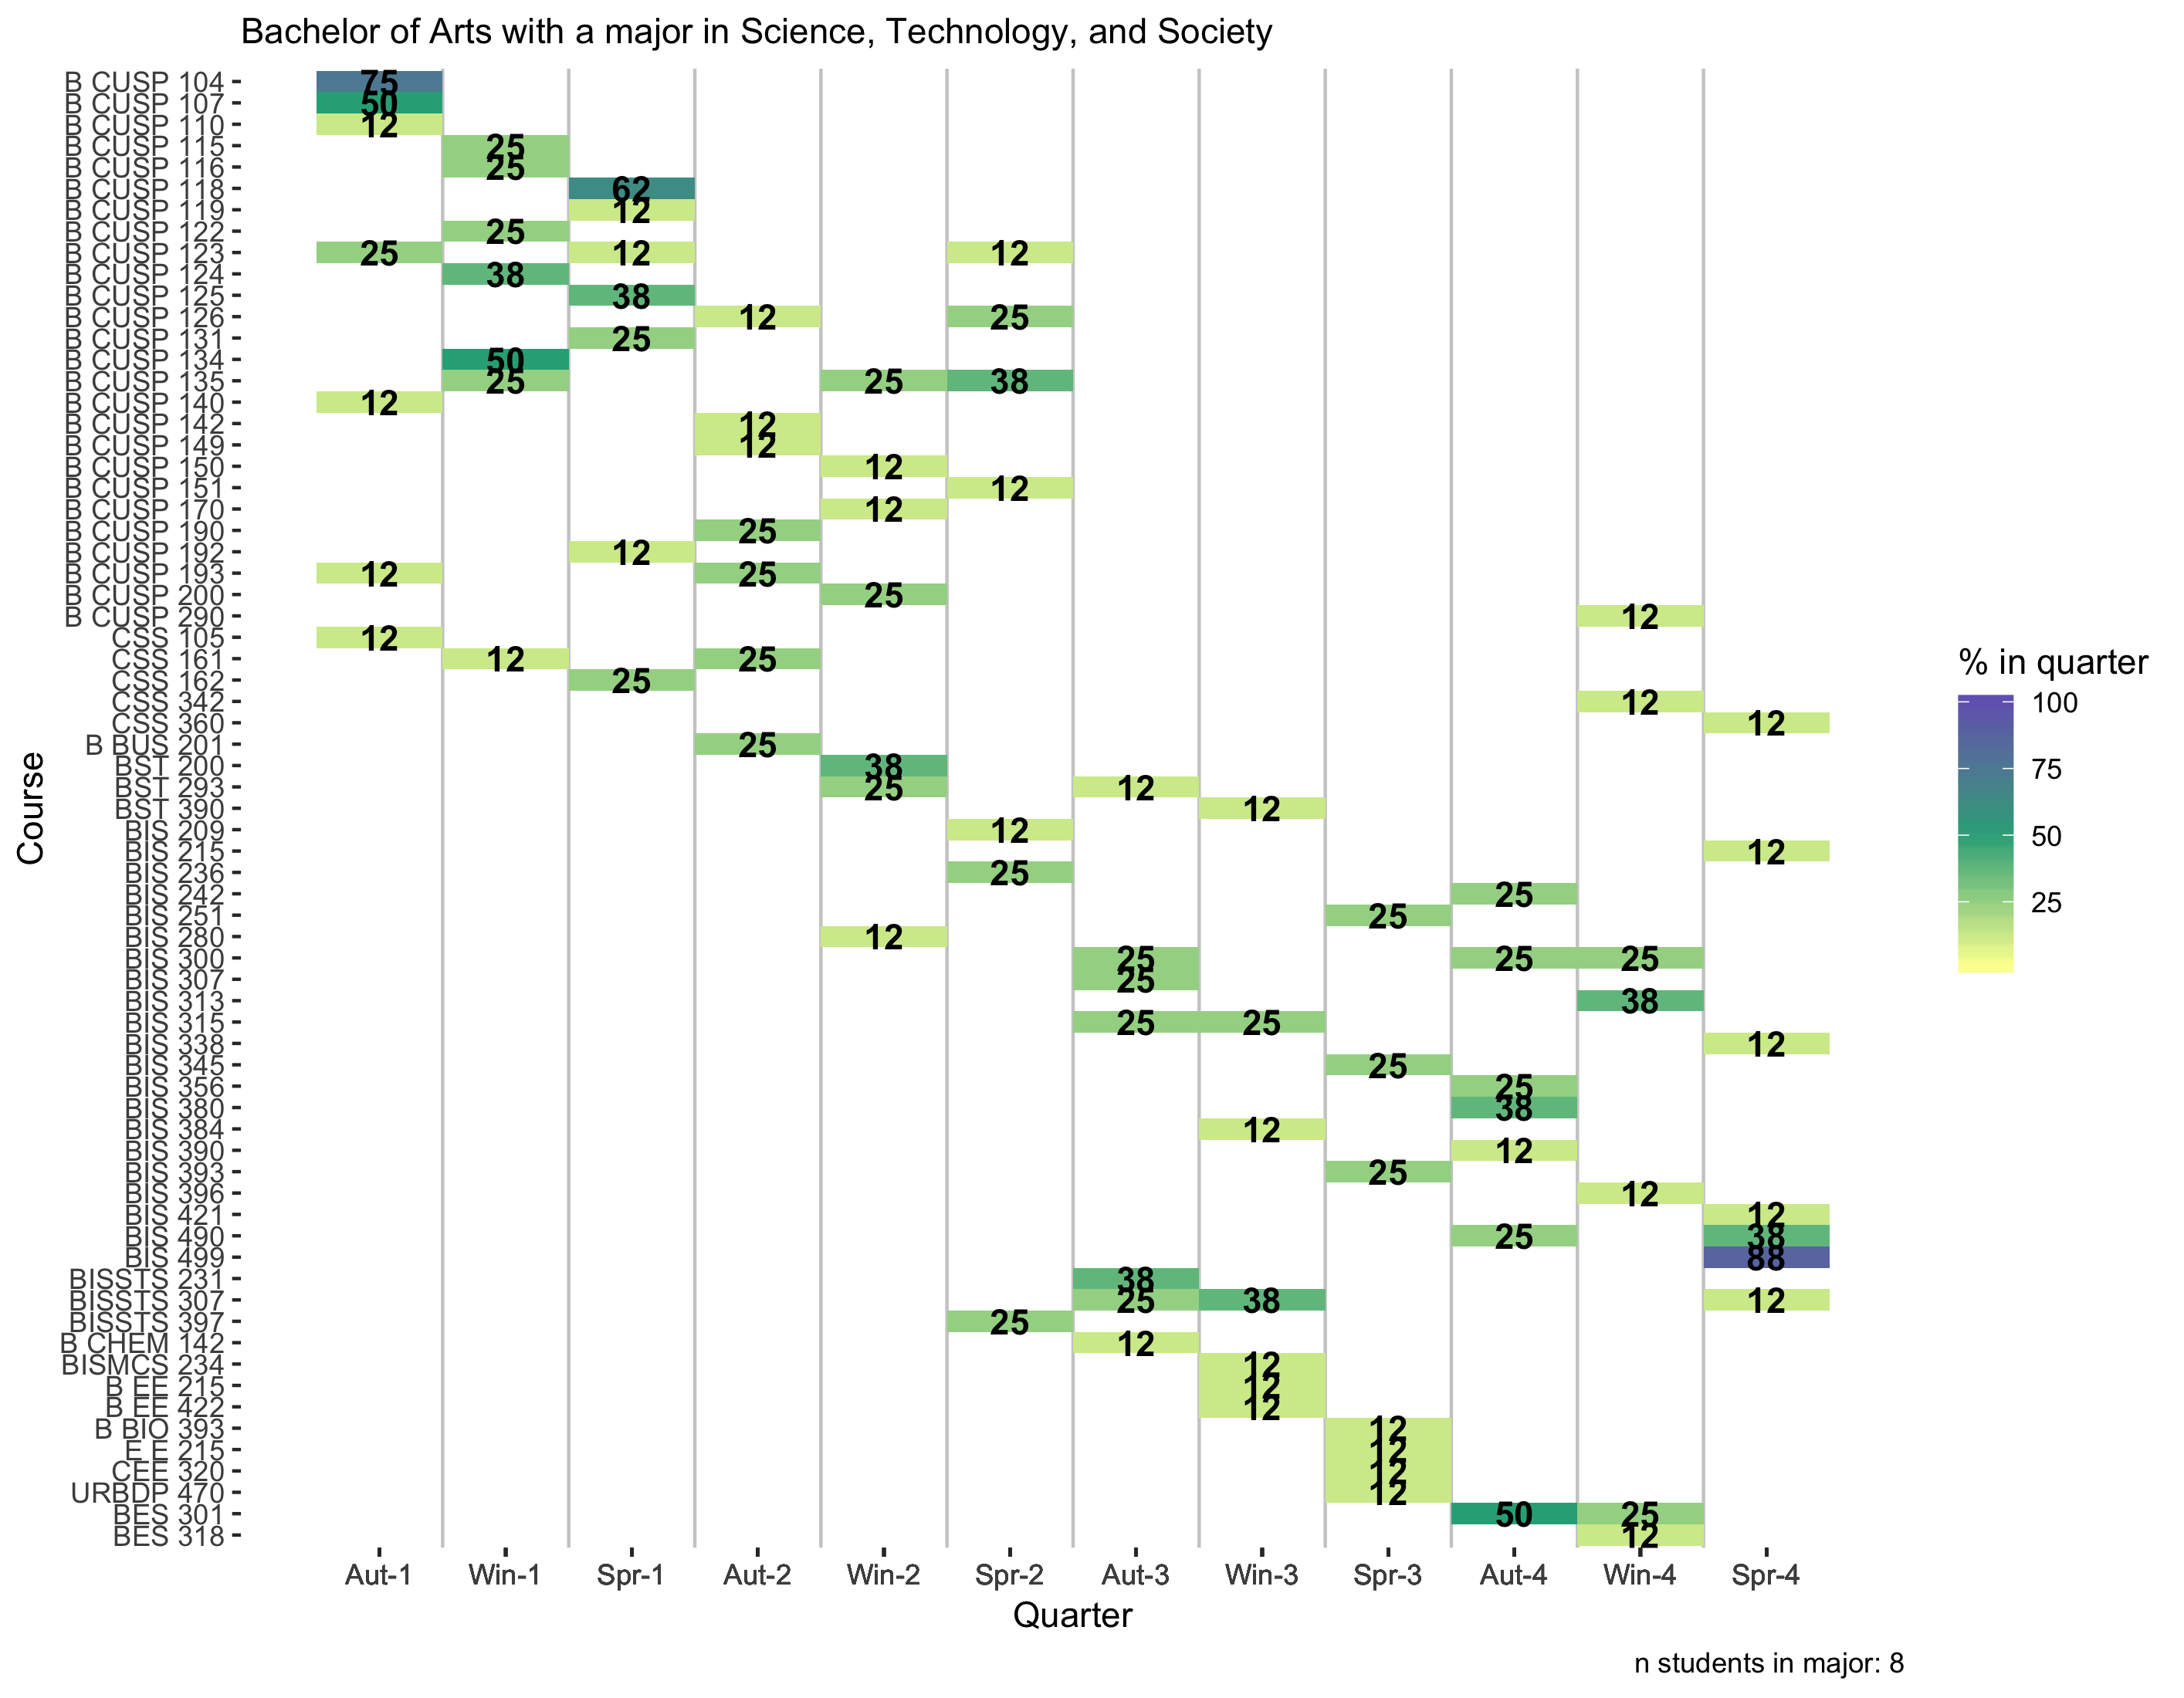 Bachelor of Arts with a major in Science, Technology, and Society
B CUSP 104 75
B CUSP 107 50
B CUSP 110 12
B CUSP 115 25
B CUSP 116 25
B CUSP 118 62
B CUSP 119 12
B CUSP 122 25
B CUSP 123 25 12 12
B CUSP 124 38
B CUSP 125 38
B CUSP 126 12 25
B CUSP 131 25
B CUSP 134 50
B CUSP 135 25 25 38
B CUSP 140 12
B CUSP 142 12
B CUSP 149 12
B CUSP 150 12
B CUSP 151 12
B CUSP 170 12
B CUSP 190 25
B CUSP 192 12
B CUSP 193 12 25
B CUSP 200 25
B CUSP 290 12
CSS 105 12
CSS 161 12 25
CSS 162 25
CSS 342 12
CSS 360 12
B BUS 201 25
BST 200 38
BST 293 25 12
BST 390 12
BIS 209 12
BIS 215 12
BIS 236 25
BIS 242 25
BIS 251 25
BIS 280 12
BIS 300 25 25 25
BIS 307 25
BIS 313 38
BIS 315 25 25
BIS 338 12
BIS 345 25
BIS 356 25
BIS 380 38
BIS 384 12
BIS 390 12
BIS 393 25
BIS 396 12
BIS 421 12
BIS 490 25 38
BIS 499 88
BISSTS 231 38
BISSTS 307 25 38 12
BISSTS 397 25
B CHEM 142 12
BISMCS 234 12
B EE 215 12
B EE 422 12
B BIO 393 12
E E 215 12
CEE 320 12
URBDP 470 12
BES 301 50 25
BES 318 12
Course
Aut-1 Win-1 Spr-1 Aut-2 Win-2 Spr-2 Aut-3 Win-3 Spr-3 Aut-4 Win-4 Spr-4
Quarter
% in quarter
100
75
50
25
n students in major: 8